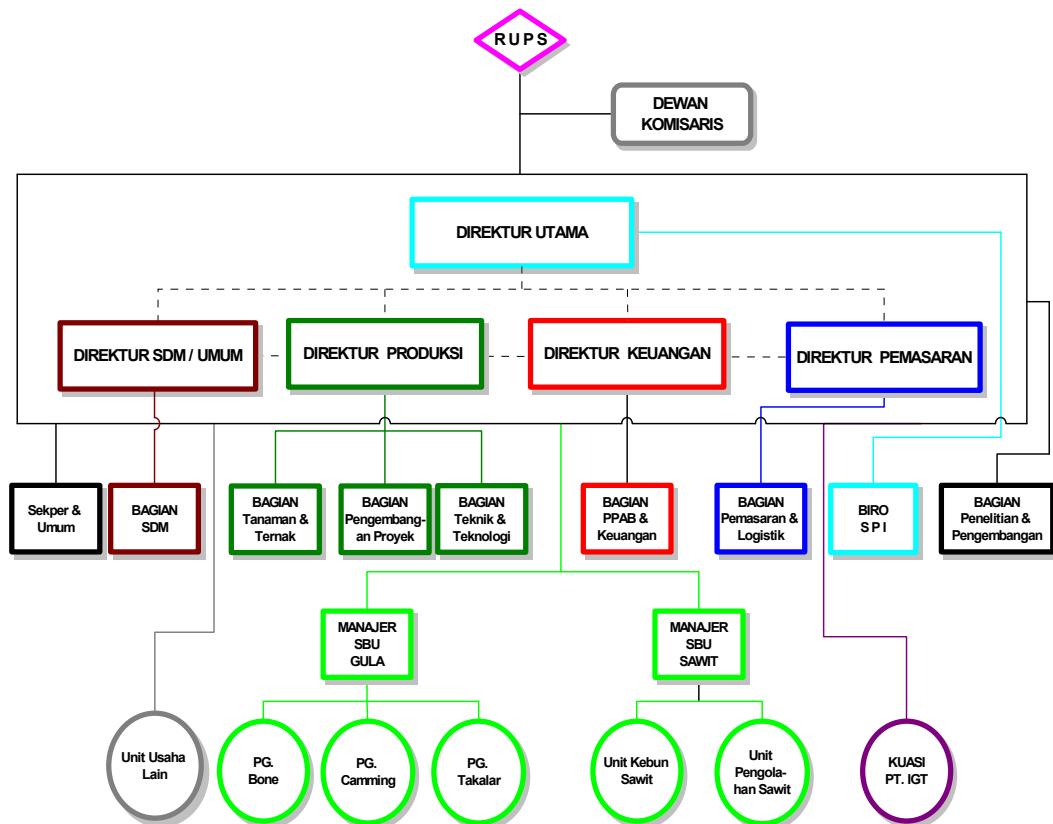 R U P S
DEWAN
KOMISARIS
DIREKTUR UTAMA
DIREKTUR SDM / UMUM
DIREKTUR PRODUKSI
DIREKTUR KEUANGAN
DIREKTUR PEMASARAN
Sekper &
Umum
BAGIAN
SDM
BAGIAN
Tanaman &
Ternak
BAGIAN
Pengembang-
an Proyek
BAGIAN
Teknik &
Teknologi
BAGIAN
PPAB &
Keuangan
BAGIAN
Pemasaran &
Logistik
BIRO
S P I
BAGIAN
Penelitian &
Pengembangan
MANAJER
SBU
GULA
MANAJER
SBU
SAWIT
Unit Usaha
Lain
PG.
Bone
PG.
Camming
PG.
Takalar
Unit Kebun
Sawit
Unit
Pengola-
han Sawit
KUASI
PT. IGT